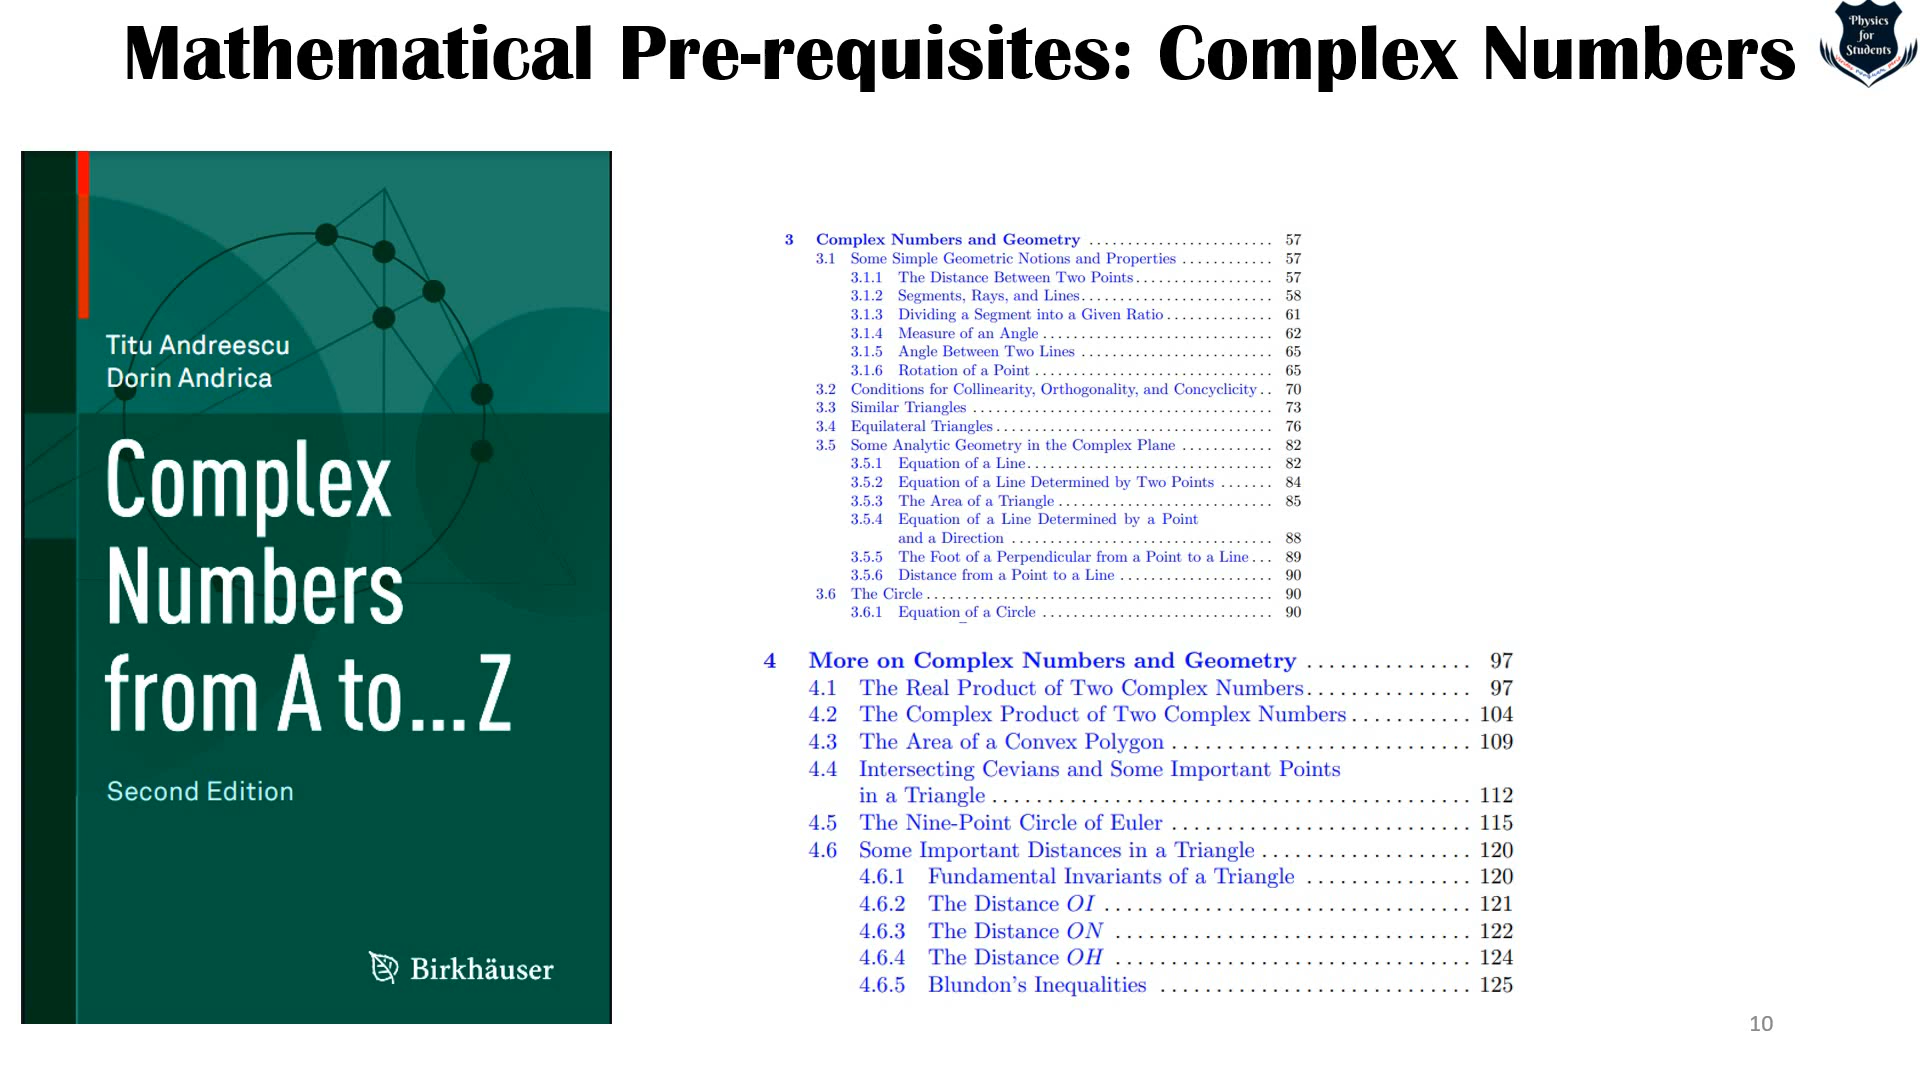 Mathematical Pre-requisites: Complex Numbers
Physics
for
Students
Titu Andreescu
Dorin Andrica
Complex
Numbers
from A to...Z
Second Edition
Birkhäuser
3 Complex Numbers and Geometry ........................ 57
3.1 Some Simple Geometric Notions and Properties ............ 57
3.1.1 The Distance Between Two Points.................. 57
3.1.2 Segments, Rays, and Lines......................... 58
3.1.3 Dividing a Segment into a Given Ratio.............. 61
3.1.4 Measure of an Angle .............................. 62
3.1.5 Angle Between Two Lines ......................... 65
3.1.6 Rotation of a Point ............................... 65
3.2 Conditions for Collinearity, Orthogonality, and Concyclicity .. 70
3.3 Similar Triangles ....................................... 73
3.4 Equilateral Triangles.................................... 76
3.5 Some Analytic Geometry in the Complex Plane ............ 82
3.5.1 Equation of a Line................................ 82
3.5.2 Equation of a Line Determined by Two Points ....... 84
3.5.3 The Area of a Triangle ............................ 85
3.5.4 Equation of a Line Determined by a Point
and a Direction .................................. 88
3.5.5 The Foot of a Perpendicular from a Point to a Line ... 89
3.5.6 Distance from a Point to a Line .................... 90
3.6 The Circle ............................................. 90
3.6.1 Equation of a Circle .............................. 90
4 More on Complex Numbers and Geometry ............... 97
4.1 The Real Product of Two Complex Numbers............... 97
4.2 The Complex Product of Two Complex Numbers........... 104
4.3 The Area of a Convex Polygon ........................... 109
4.4 Intersecting Cevians and Some Important Points
in a Triangle ........................................... 112
4.5 The Nine-Point Circle of Euler ........................... 115
4.6 Some Important Distances in a Triangle ................... 120
4.6.1 Fundamental Invariants of a Triangle ............... 120
4.6.2 The Distance OI ................................. 121
4.6.3 The Distance ON ................................ 122
4.6.4 The Distance OH ................................ 124
4.6.5 Blundon's Inequalities ............................ 125
10